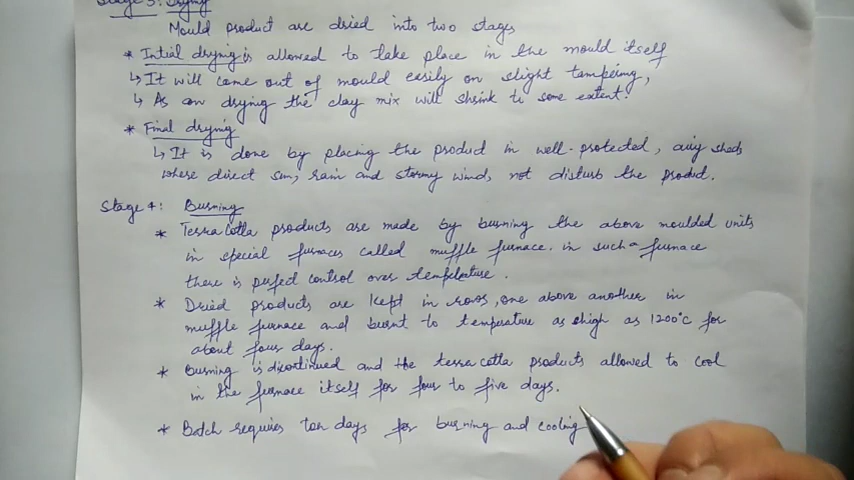 Stage 3: Drying
Mould product are dried into two stages
* Intial drying is allowed to take place in the mould itself
↳ It will come out of mould easily on slight tampering,
↳ As on drying the clay mix will shrink to some extent.
* Final drying
↳ It is done by placing the product in well-protected, airy sheds
where direct sun, rain and stormy winds, not disturb the product.
Stage 4: Burning
* Terra Cotta products are made by burning the above moulded units
in special furnaces called muffle furnace. in such a furnace
there is perfect control over tempeleature.
* Dried products are kept in rows, one above another in
muffle furnace and burnt to temperature as high as 1200°C for
about four days.
* Burning is discontinued and the terra cotta products allowed to cool
in the furnace itself for four to five days.
* Batch requires ten days for burning and cooling